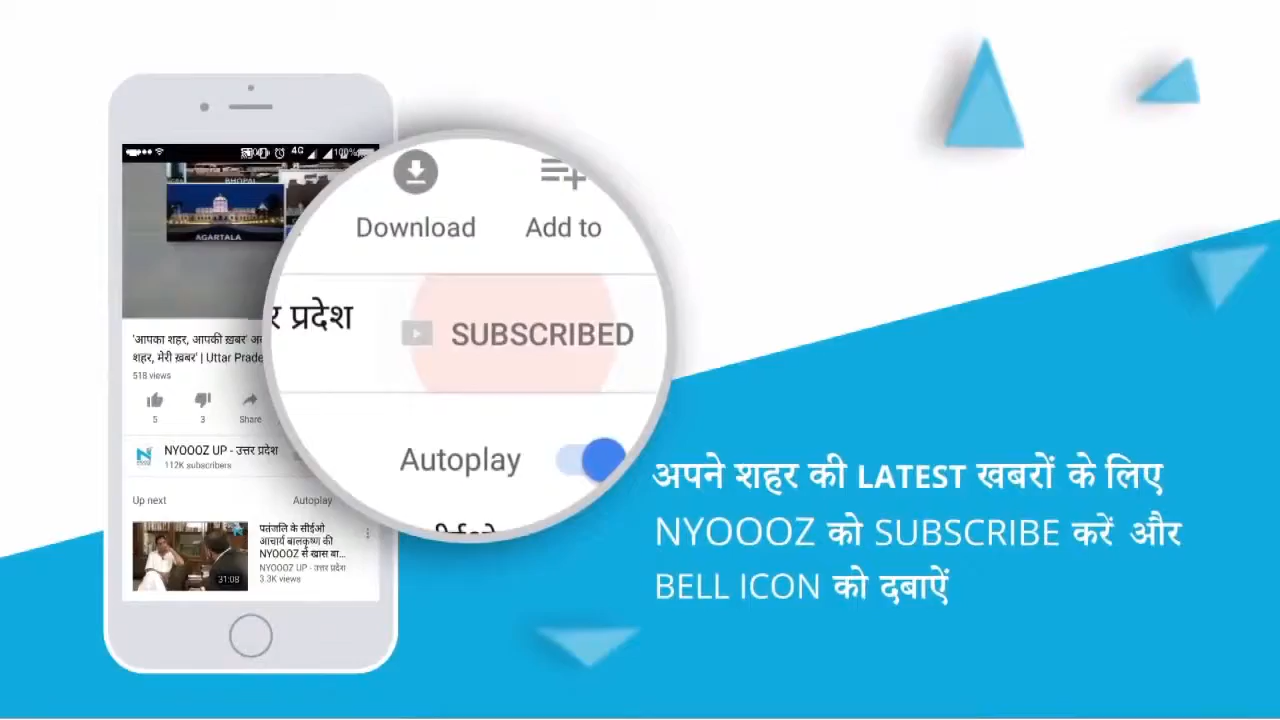 4G
100%
BHOPAL
AGARTALA
'आपका शहर, आपकी ख़बर'
शहर, मेरी ख़बर' | Uttar Prade
518 views
5
3
Share
NYOOOZ UP - उत्तर प्रदेश
112K subscribers
Up next
Autoplay
पतंजलि के सीईओ
आचार्य बालकृष्ण की
NYOOOZ से खास बा...
NYOOOZ UP - उत्तर प्रदेश
3.3K views
31:08
Download
Add to
र प्रदेश
SUBSCRIBED
Autoplay
अपने शहर की LATEST खबरों के लिए
NYOOOZ को SUBSCRIBE करें और
BELL ICON को दबाऐं